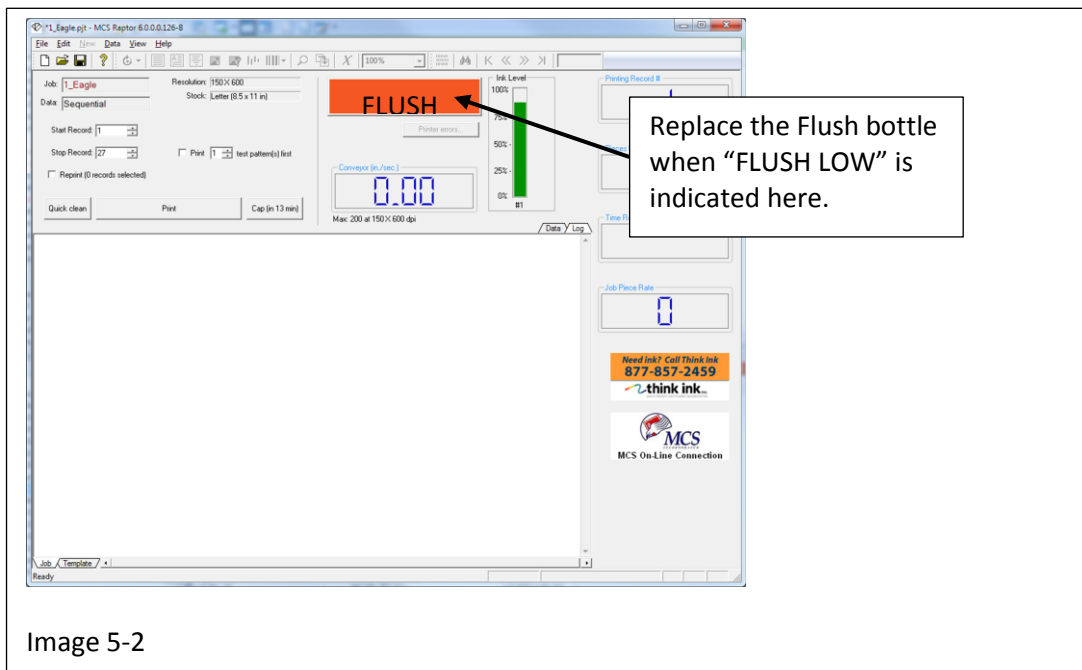 *1_Eagle.pjt - MCS Raptor 6.0.0.0.126-B
File Edit New Data View Help
100%
Job: 1_Eagle
Data: Sequential
Start Record: 1
Stop Record: 27
Reprint (0 records selected)
Resolution: 150 X 600
Stock: Letter (8.5 x 11 in)
Print 1 test pattern(s) first
Quick clean
Print
Cap (in 13 min)
FLUSH
Printer errors...
Conveyor (in./sec.)
0.00
Max: 200 at 150 X 600 dpi
Ink Level
100%
75%
50%
25%
0%
#1
Data
Log
Printing Record #
Replace the Flush bottle
when “FLUSH LOW” is
indicated here.
Job Piece Rate
0
Need ink? Call Think Ink
877-857-2459
think ink
MCS
INCORPORATED
MCS On-Line Connection
Job
Template
Ready
Image 5-2